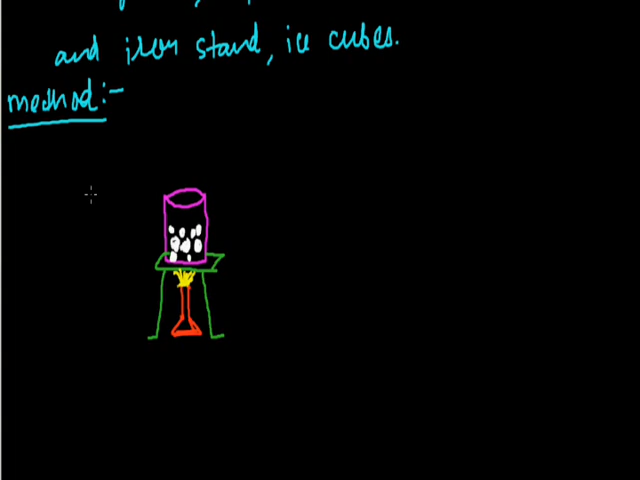 and iron stand, ice cubes.
method:-